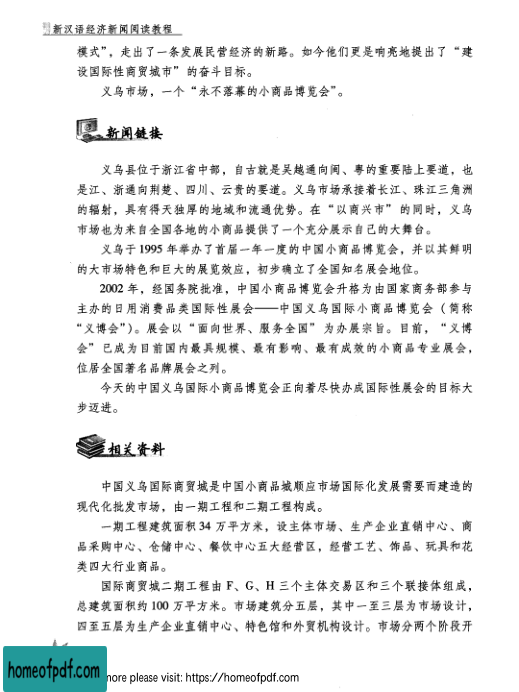 新汉语经济新闻阅读教程
模式”，走出了一条发展民营经济的新路。如今他们更是响亮地提出了“建
设国际性商贸城市”的奋斗目标。
义乌市场，一个“永不落幕的小商品博览会”。
新闻链接
义乌县位于浙江省中部，自古就是吴越通向闽、粤的重要陆上要道，也
是江、浙通向荆楚、四川、云贵的要道。义乌市场承接着长江、珠江三角洲
的辐射，具有得天独厚的地域和流通优势。在“以商兴市”的同时，义乌
市场也为来自全国各地的小商品提供了一个充分展示自己的大舞台。
义乌于 1995 年举办了首届一年一度的中国小商品博览会，并以其鲜明
的大市场特色和巨大的展览效应，初步确立了全国知名展会地位。
2002 年，经国务院批准，中国小商品博览会升格为由国家商务部参与
主办的日用消费品类国际性展会——中国义乌国际小商品博览会（简称
“义博会”）。展会以“面向世界、服务全国”为办展宗旨。目前，“义博
会”已成为目前国内最具规模、最有影响、最有成效的小商品专业展会，
位居全国著名品牌展会之列。
今天的中国义乌国际小商品博览会正向着尽快办成国际性展会的目标大
步迈进。
相关资料
中国义乌国际商贸城是中国小商品城顺应市场国际化发展需要而建造的
现代化批发市场，由一期工程和二期工程构成。
一期工程建筑面积 34 万平方米，设主体市场、生产企业直销中心、商
品采购中心、仓储中心、餐饮中心五大经营区，经营工艺、饰品、玩具和花
类四大行业商品。
国际商贸城二期工程由 F、G、H 三个主体交易区和三个联接体组成，
总建筑面积约 100 万平方米。市场建筑分五层，其中一至三层为市场设计，
四至五层为生产企业直销中心、特色馆和外贸机构设计。市场分两个阶段开
homeofpdf.com
more please visit: https://homeofpdf.com